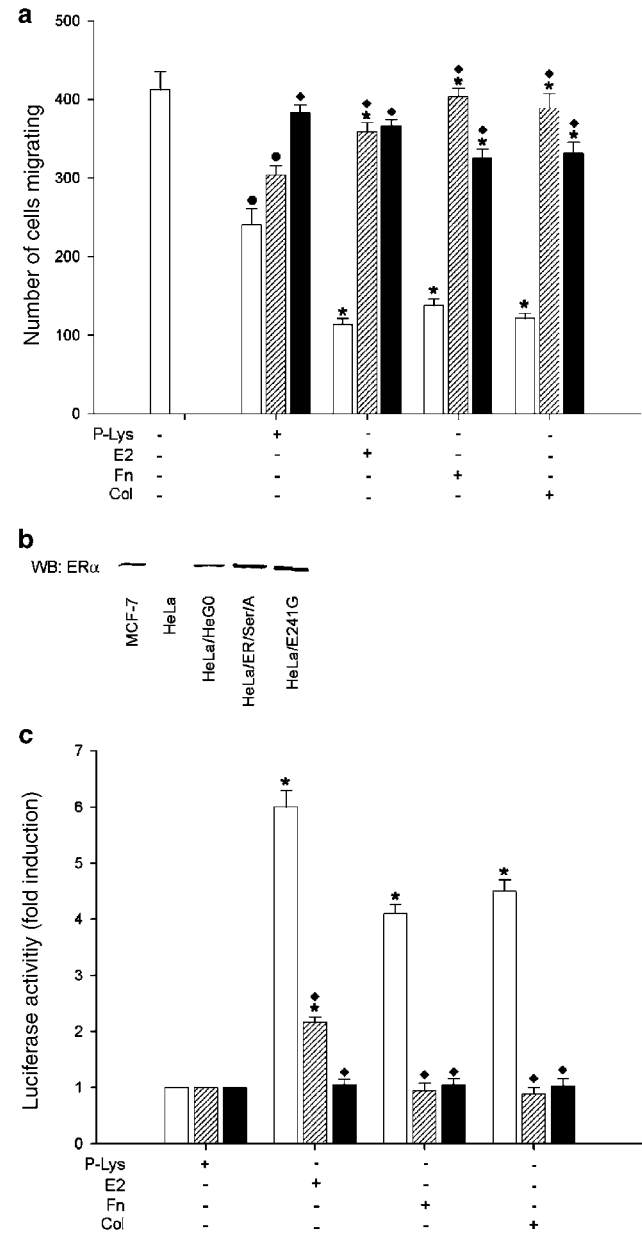 a
Number of cells migrating
500
400
300
200
100
0
P-Lys - + - - -
E2 - - + - -
Fn - - - + -
Col - - - - +
b
WB: ERα
MCF-7
HeLa
HeLa/HeG0
HeLa/ER/Ser/A
HeLa/E241G
c
Luciferase activitiy (fold induction)
7
6
5
4
3
2
1
0
P-Lys + - - -
E2 - + - -
Fn - - + -
Col - - - +